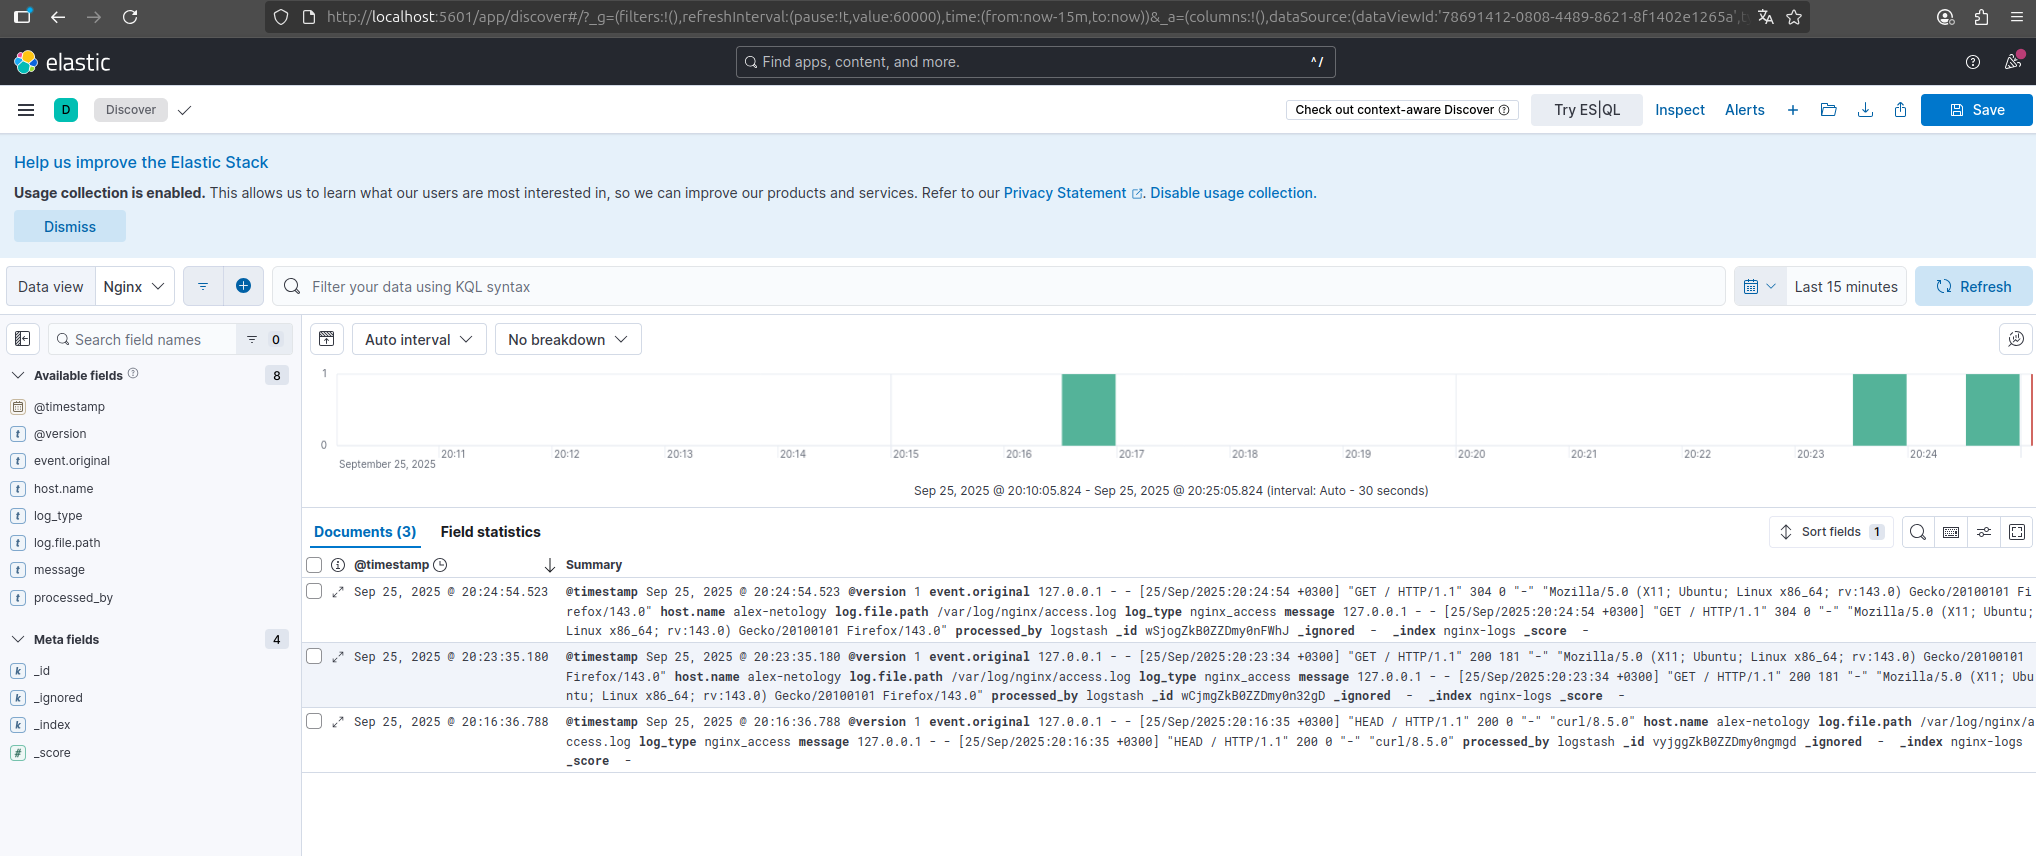 http://localhost:5601/app/discover#/?_g=(filters:!(),refreshInterval:(pause:!t,value:60000),time:(from:now-15m,to:now))&_a=(columns:!(),dataSource:(dataViewId:'78691412-0808-4489-8621-8f1402e1265a',
elastic
Find apps, content, and more.
^/
D
Discover
Check out context-aware Discover
Try ES|QL
Inspect
Alerts
Save
Help us improve the Elastic Stack
Usage collection is enabled. This allows us to learn what our users are most interested in, so we can improve our products and services. Refer to our Privacy Statement. Disable usage collection.
Dismiss
Data view
Nginx
Filter your data using KQL syntax
Last 15 minutes
Refresh
Search field names
0
Auto interval
No breakdown
Available fields
8
@timestamp
@version
event.original
host.name
log_type
log.file.path
message
processed_by
Meta fields
4
_id
_ignored
_index
_score
1
0
20:11 20:12 20:13 20:14 20:15 20:16 20:17 20:18 20:19 20:20 20:21 20:22 20:23 20:24
September 25, 2025
Sep 25, 2025 @ 20:10:05.824 - Sep 25, 2025 @ 20:25:05.824 (interval: Auto - 30 seconds)
Documents (3)
Field statistics
Sort fields
1
@timestamp
Summary
Sep 25, 2025 @ 20:24:54.523
@timestamp Sep 25, 2025 @ 20:24:54.523 @version 1 event.original 127.0.0.1 - - [25/Sep/2025:20:24:54 +0300] "GET / HTTP/1.1" 304 0 "-" "Mozilla/5.0 (X11; Ubuntu; Linux x86_64; rv:143.0) Gecko/20100101 Fi
refox/143.0" host.name alex-netology log.file.path /var/log/nginx/access.log log_type nginx_access message 127.0.0.1 - - [25/Sep/2025:20:24:54 +0300] "GET / HTTP/1.1" 304 0 "-" "Mozilla/5.0 (X11; Ubuntu;
Linux x86_64; rv:143.0) Gecko/20100101 Firefox/143.0" processed_by logstash _id wSjogZkB0ZZDmy0nFWhJ _ignored - _index nginx-logs _score -
Sep 25, 2025 @ 20:23:35.180
@timestamp Sep 25, 2025 @ 20:23:35.180 @version 1 event.original 127.0.0.1 - - [25/Sep/2025:20:23:34 +0300] "GET / HTTP/1.1" 200 181 "-" "Mozilla/5.0 (X11; Ubuntu; Linux x86_64; rv:143.0) Gecko/20100101
Firefox/143.0" host.name alex-netology log.file.path /var/log/nginx/access.log log_type nginx_access message 127.0.0.1 - - [25/Sep/2025:20:23:34 +0300] "GET / HTTP/1.1" 200 181 "-" "Mozilla/5.0 (X11; Ubu
ntu; Linux x86_64; rv:143.0) Gecko/20100101 Firefox/143.0" processed_by logstash _id wCjmgZkB0ZZDmy0n32gD _ignored - _index nginx-logs _score -
Sep 25, 2025 @ 20:16:36.788
@timestamp Sep 25, 2025 @ 20:16:36.788 @version 1 event.original 127.0.0.1 - - [25/Sep/2025:20:16:35 +0300] "HEAD / HTTP/1.1" 200 0 "-" "curl/8.5.0" host.name alex-netology log.file.path /var/log/nginx/a
ccess.log log_type nginx_access message 127.0.0.1 - - [25/Sep/2025:20:16:35 +0300] "HEAD / HTTP/1.1" 200 0 "-" "curl/8.5.0" processed_by logstash _id vyjggZkB0ZZDmy0ngmgd _ignored - _index nginx-logs
_score -